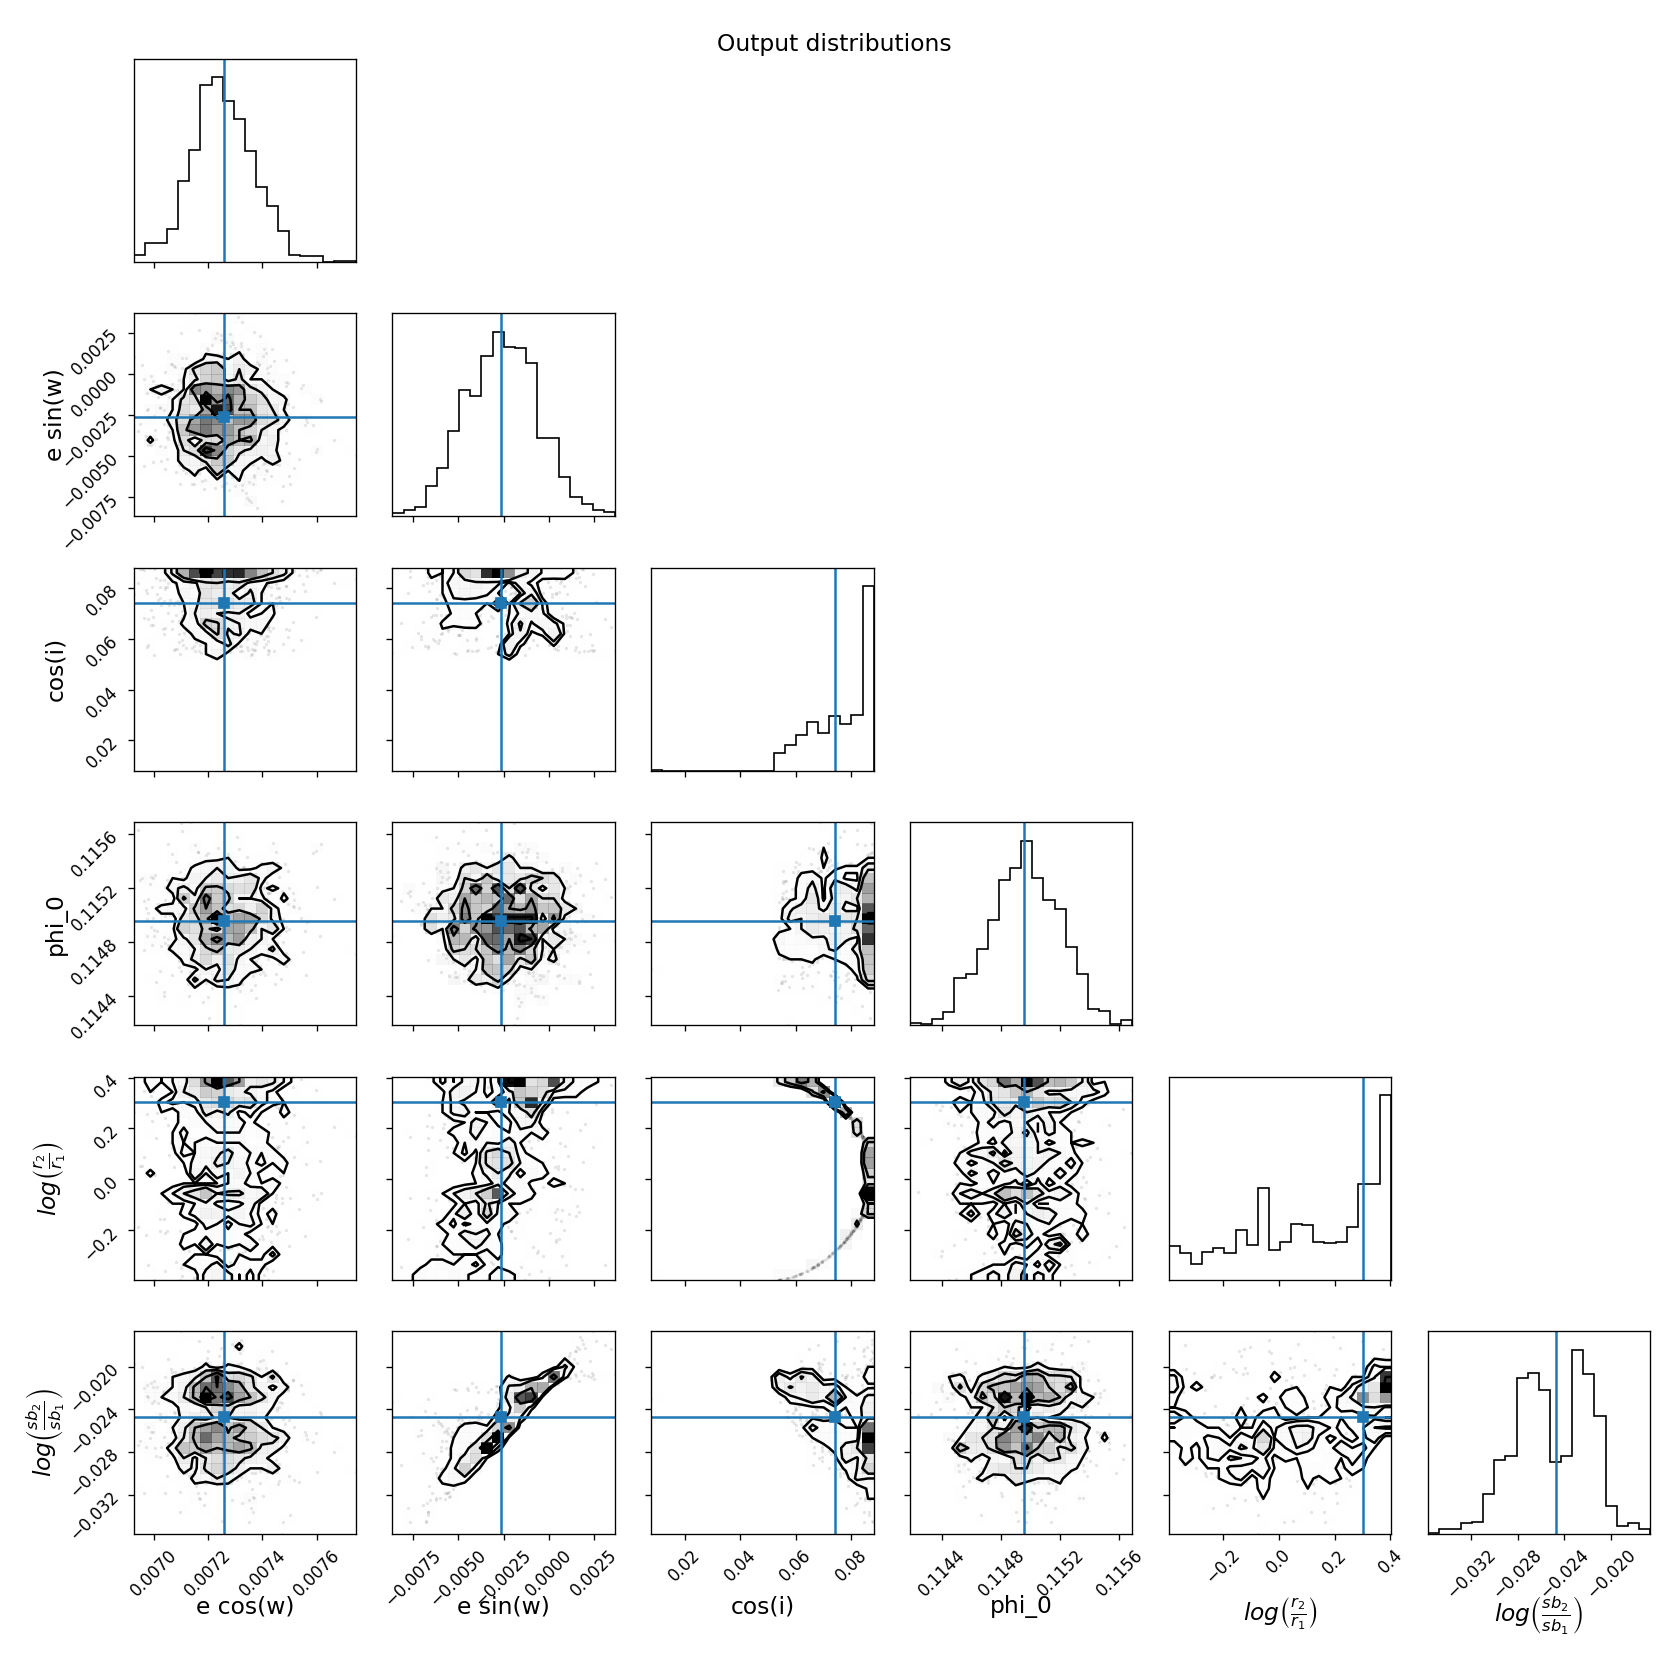 Output distributions
e sin(w)
0.0025
0.0000
−0.0025
−0.0050
−0.0075
cos(i)
0.08
0.06
0.04
0.02
phi_0
0.1156
0.1152
0.1148
0.1144
log(r2/r1)
0.4
0.2
0.0
−0.2
log(sb2/sb1)
−0.020
−0.024
−0.028
−0.032
0.0070 0.0072 0.0074 0.0076
−0.0075 −0.0050 −0.0025 0.0000 0.0025
0.02 0.04 0.06 0.08
0.1144 0.1148 0.1152 0.1156
−0.2 0.0 0.2 0.4
−0.032 −0.028 −0.024 −0.020
e cos(w)
e sin(w)
cos(i)
phi_0
log(r2/r1)
log(sb2/sb1)